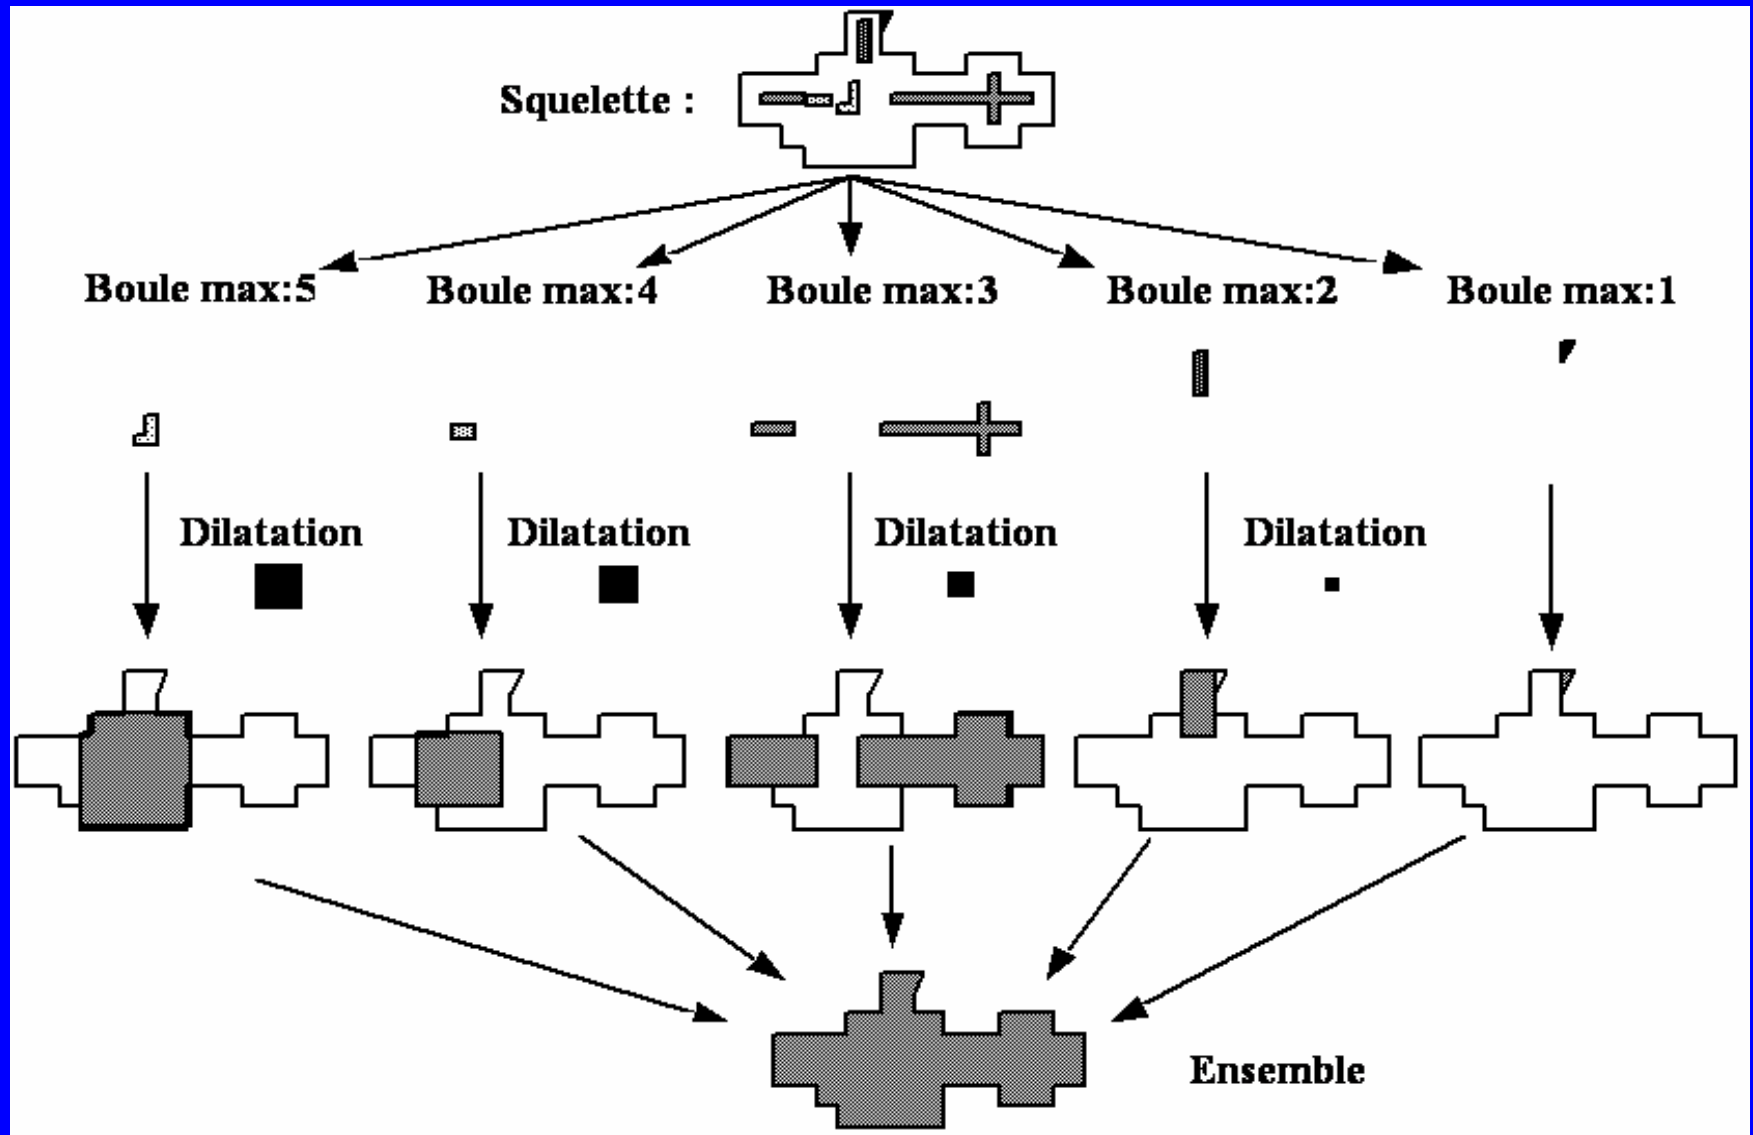 Squelette :
Boule max:5 Boule max:4 Boule max:3 Boule max:2 Boule max:1
Dilatation Dilatation Dilatation Dilatation
Ensemble